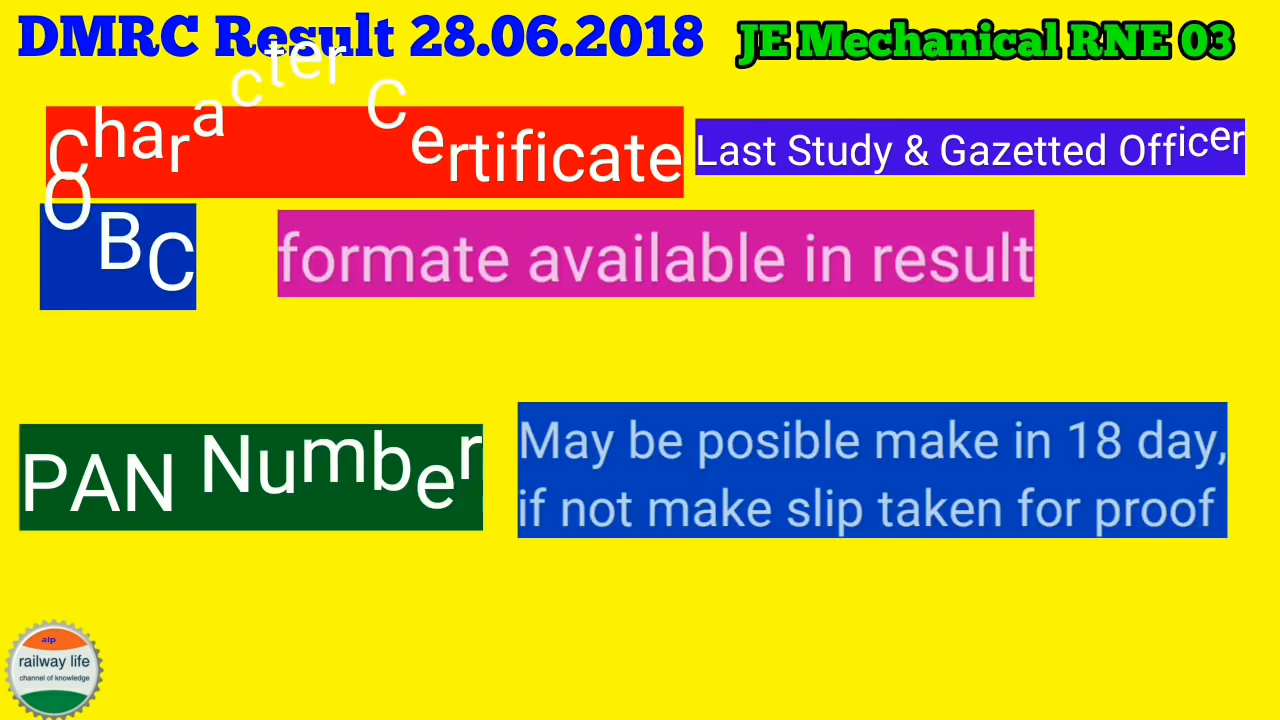 DMRC Result 28.06.2018
JE Mechanical RNE 03
Character Certificate
Last Study & Gazetted Officer
OBC
formate available in result
PAN Number
May be posible make in 18 day,
if not make slip taken for proof
alp
railway life
channel of knowledge